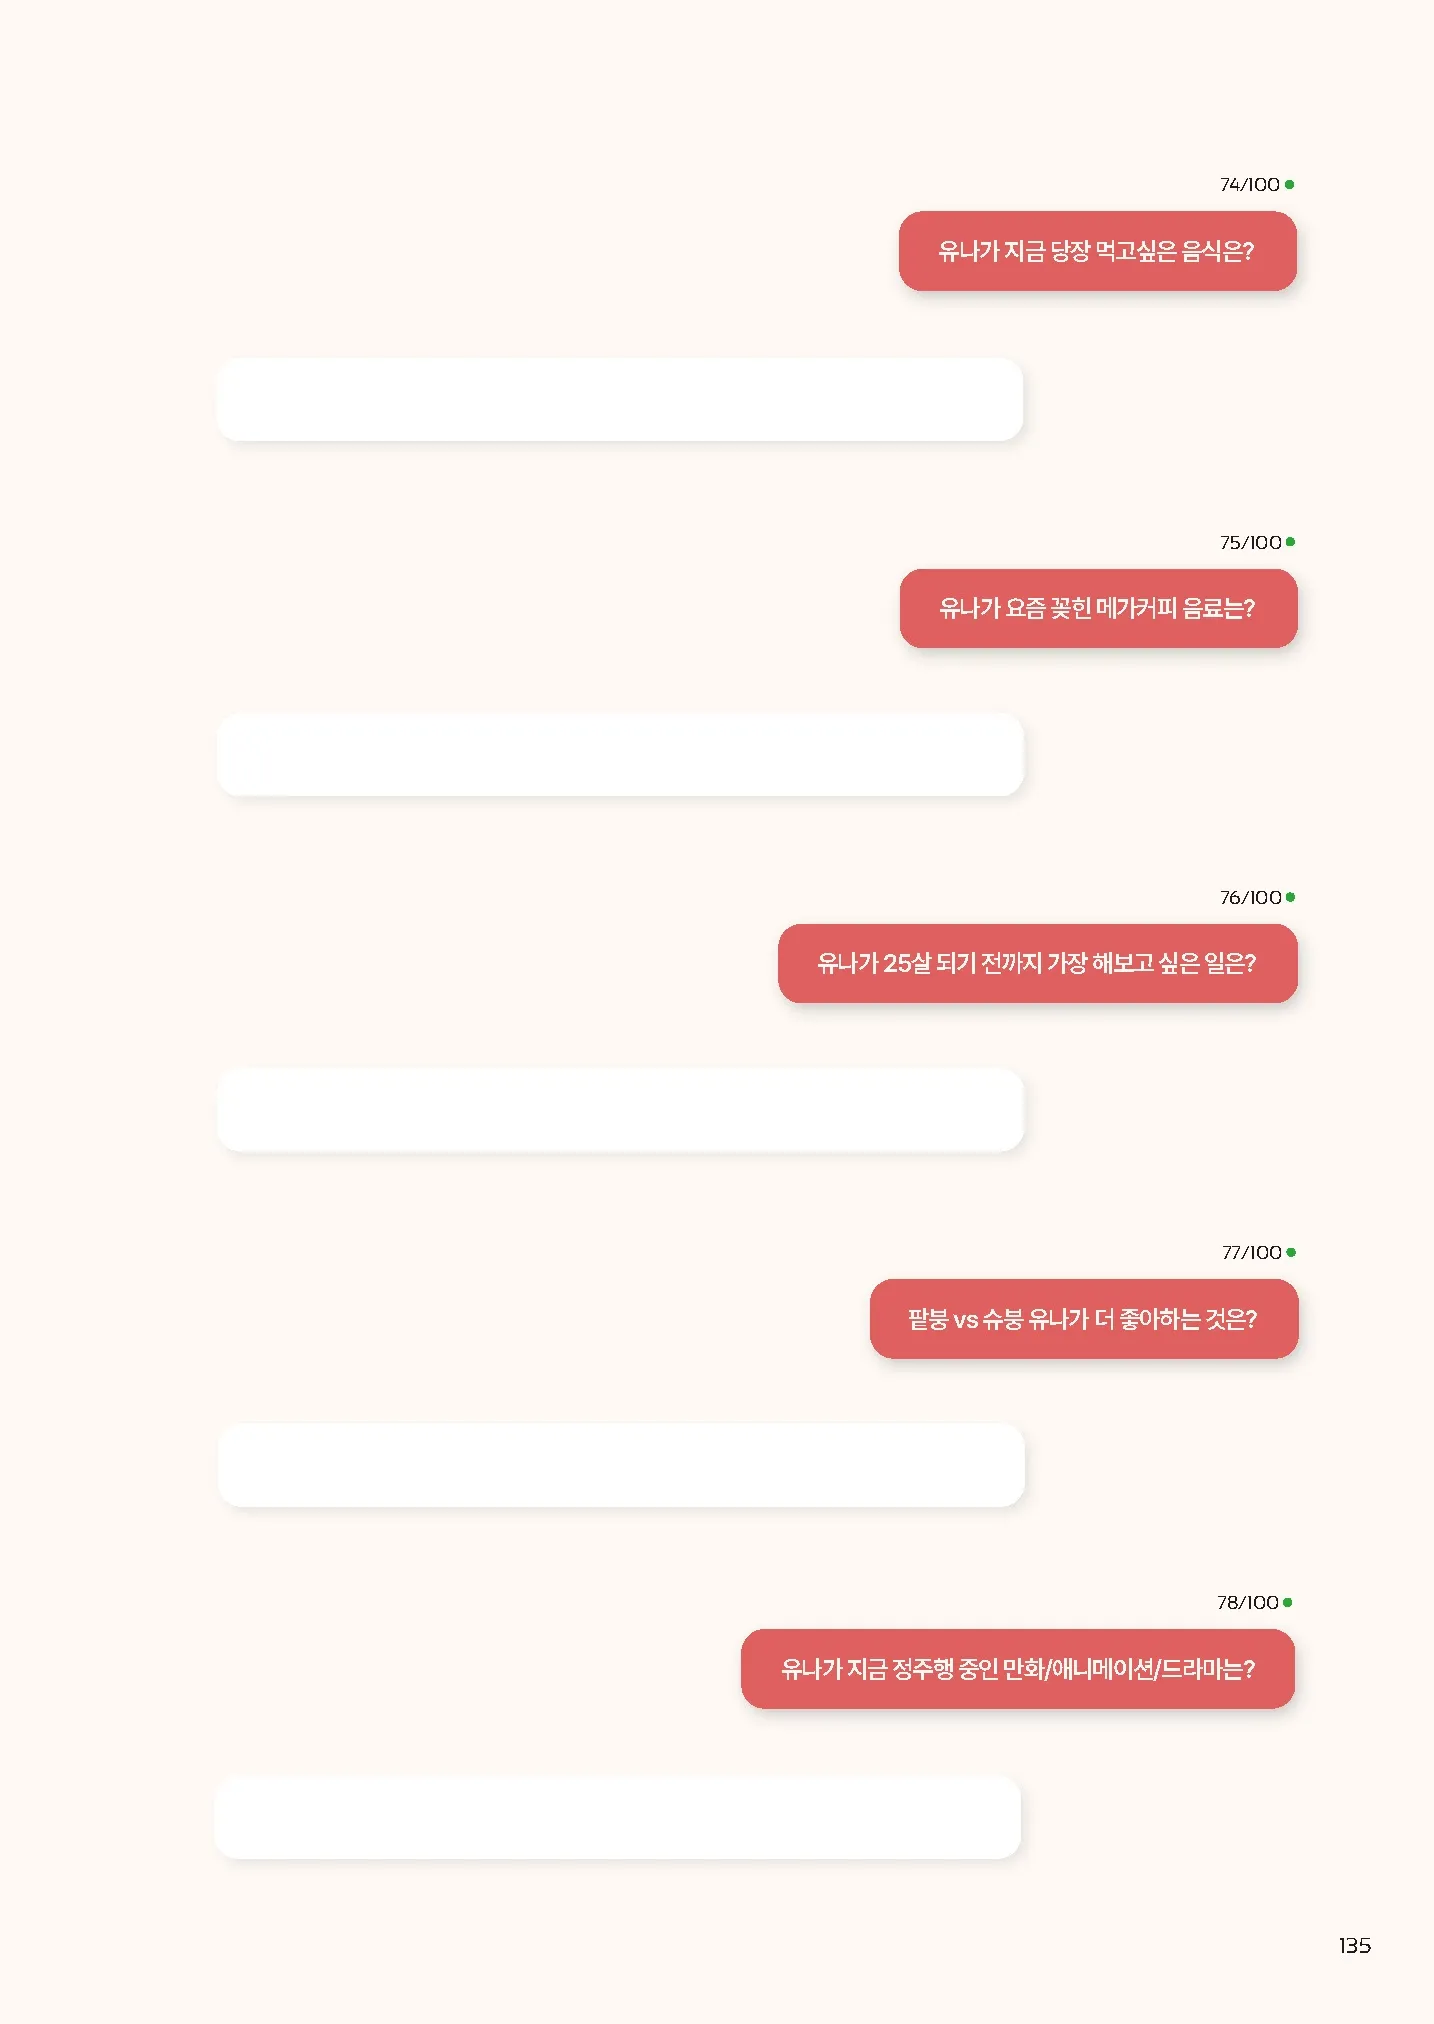 74/100
유나가 지금 당장 먹고싶은 음식은?
75/100
유나가 요즘 꽂힌 메가커피 음료는?
76/100
유나가 25살 되기 전까지 가장 해보고 싶은 일은?
77/100
팥붕 vs 슈붕 유나가 더 좋아하는 것은?
78/100
유나가 지금 정주행 중인 만화/애니메이션/드라마는?
135